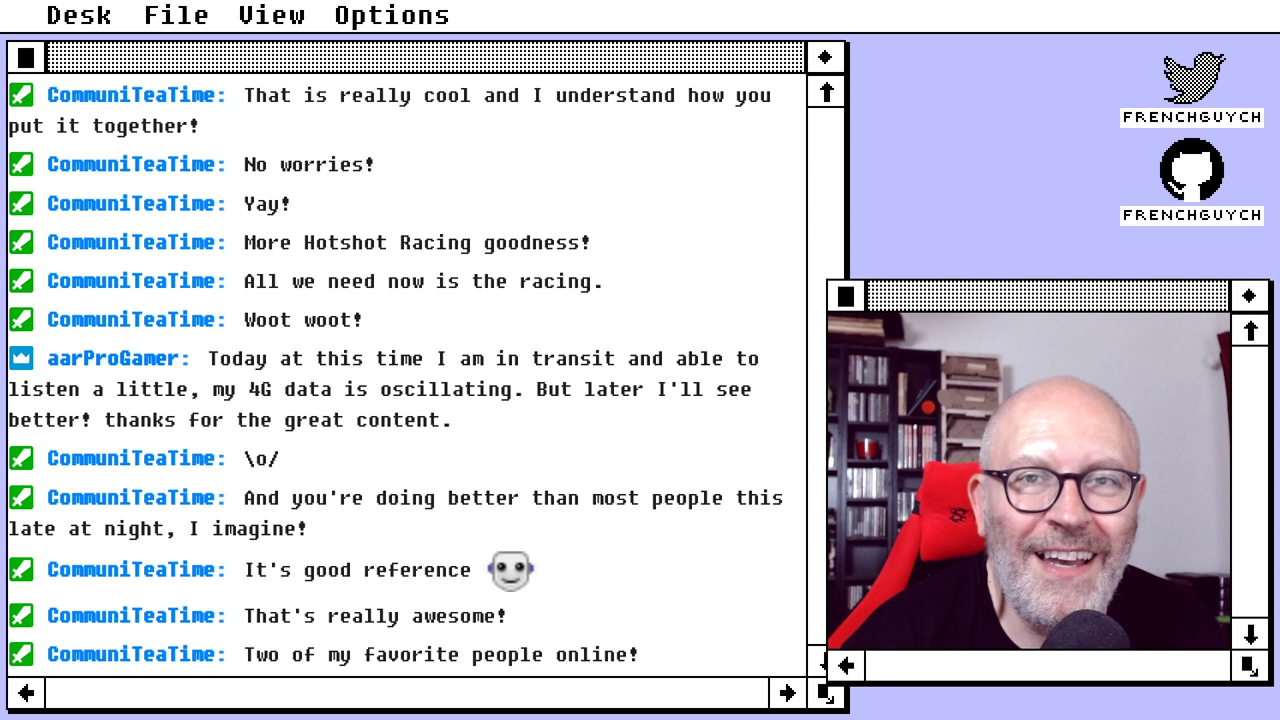 Desk File View Options
CommuniTeaTime: That is really cool and I understand how you
put it together!
CommuniTeaTime: No worries!
CommuniTeaTime: Yay!
CommuniTeaTime: More Hotshot Racing goodness!
CommuniTeaTime: All we need now is the racing.
CommuniTeaTime: Woot woot!
aarProGamer: Today at this time I am in transit and able to
listen a little, my 4G data is oscillating. But later I'll see
better! thanks for the great content.
CommuniTeaTime: \o/
CommuniTeaTime: And you're doing better than most people this
late at night, I imagine!
CommuniTeaTime: It's good reference
CommuniTeaTime: That's really awesome!
CommuniTeaTime: Two of my favorite people online!
FRENCHGUYCH
FRENCHGUYCH